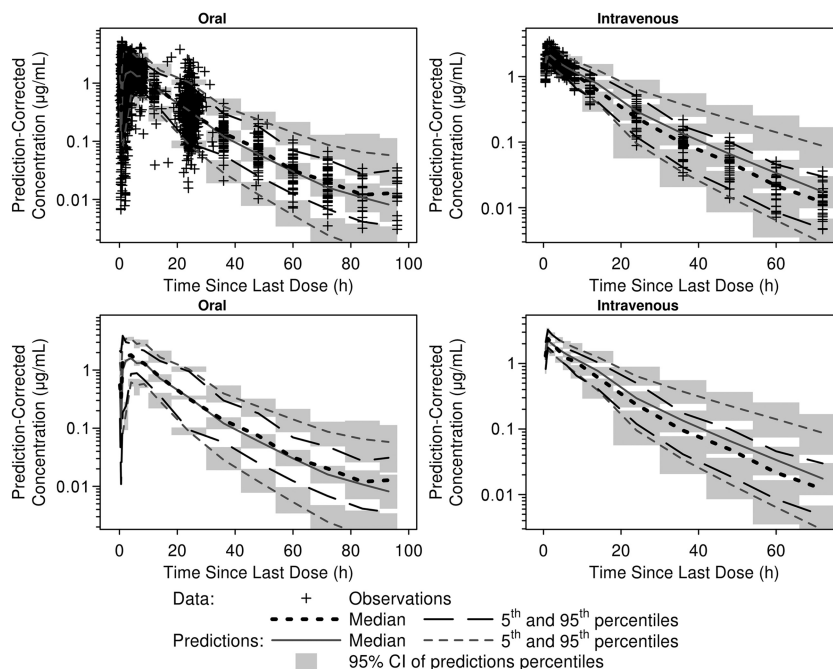 Oral
Intravenous
Prediction-Corrected
Concentration (µg/mL)
1
0.1
0.01
0 20 40 60 80 100
Time Since Last Dose (h)
Prediction-Corrected
Concentration (µg/mL)
1
0.1
0.01
0 20 40 60
Time Since Last Dose (h)
Oral
Intravenous
Prediction-Corrected
Concentration (µg/mL)
1
0.1
0.01
0 20 40 60 80 100
Time Since Last Dose (h)
Prediction-Corrected
Concentration (µg/mL)
1
0.1
0.01
0 20 40 60
Time Since Last Dose (h)
Data: + Observations
Median 5th and 95th percentiles
Predictions: Median 5th and 95th percentiles
95% CI of predictions percentiles